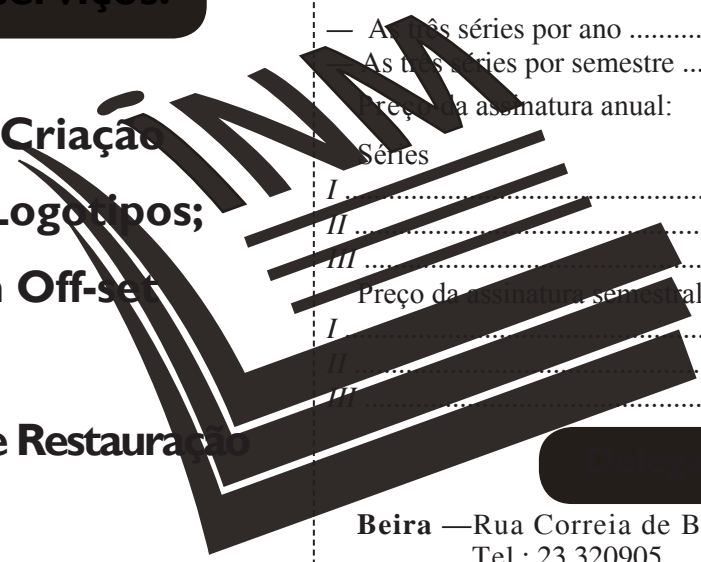 serviços:
Criação
Logotipos;
Off-set
e Restauração
INM
— As três séries por ano ..........
— As três séries por semestre ...
Preço da assinatura anual:
Séries
I
II
III
Preço da assinatura semestral
I
II
III
Beira —Rua Correia de B
Tel.: 23 320905